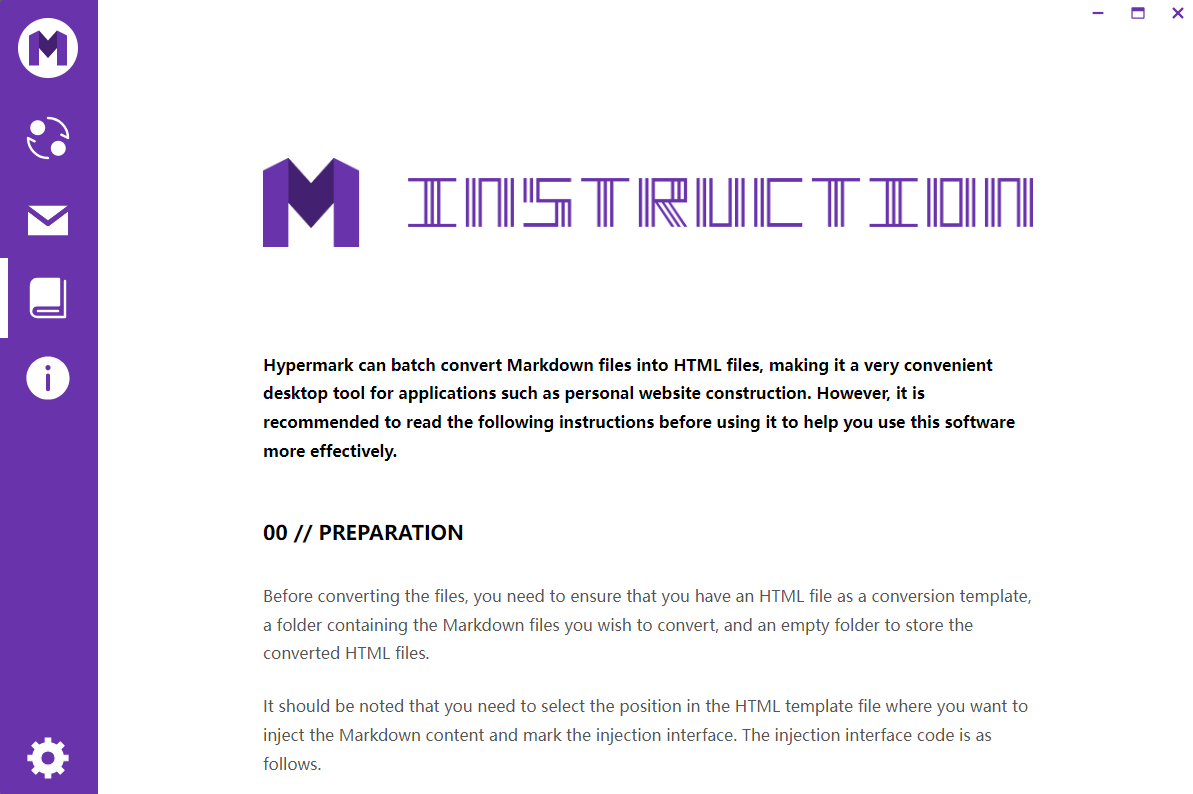 INSTRUCTION
Hypermark can batch convert Markdown files into HTML files, making it a very convenient
desktop tool for applications such as personal website construction. However, it is
recommended to read the following instructions before using it to help you use this software
more effectively.
00 // PREPARATION
Before converting the files, you need to ensure that you have an HTML file as a conversion template,
a folder containing the Markdown files you wish to convert, and an empty folder to store the
converted HTML files.
It should be noted that you need to select the position in the HTML template file where you want to
inject the Markdown content and mark the injection interface. The injection interface code is as
follows.